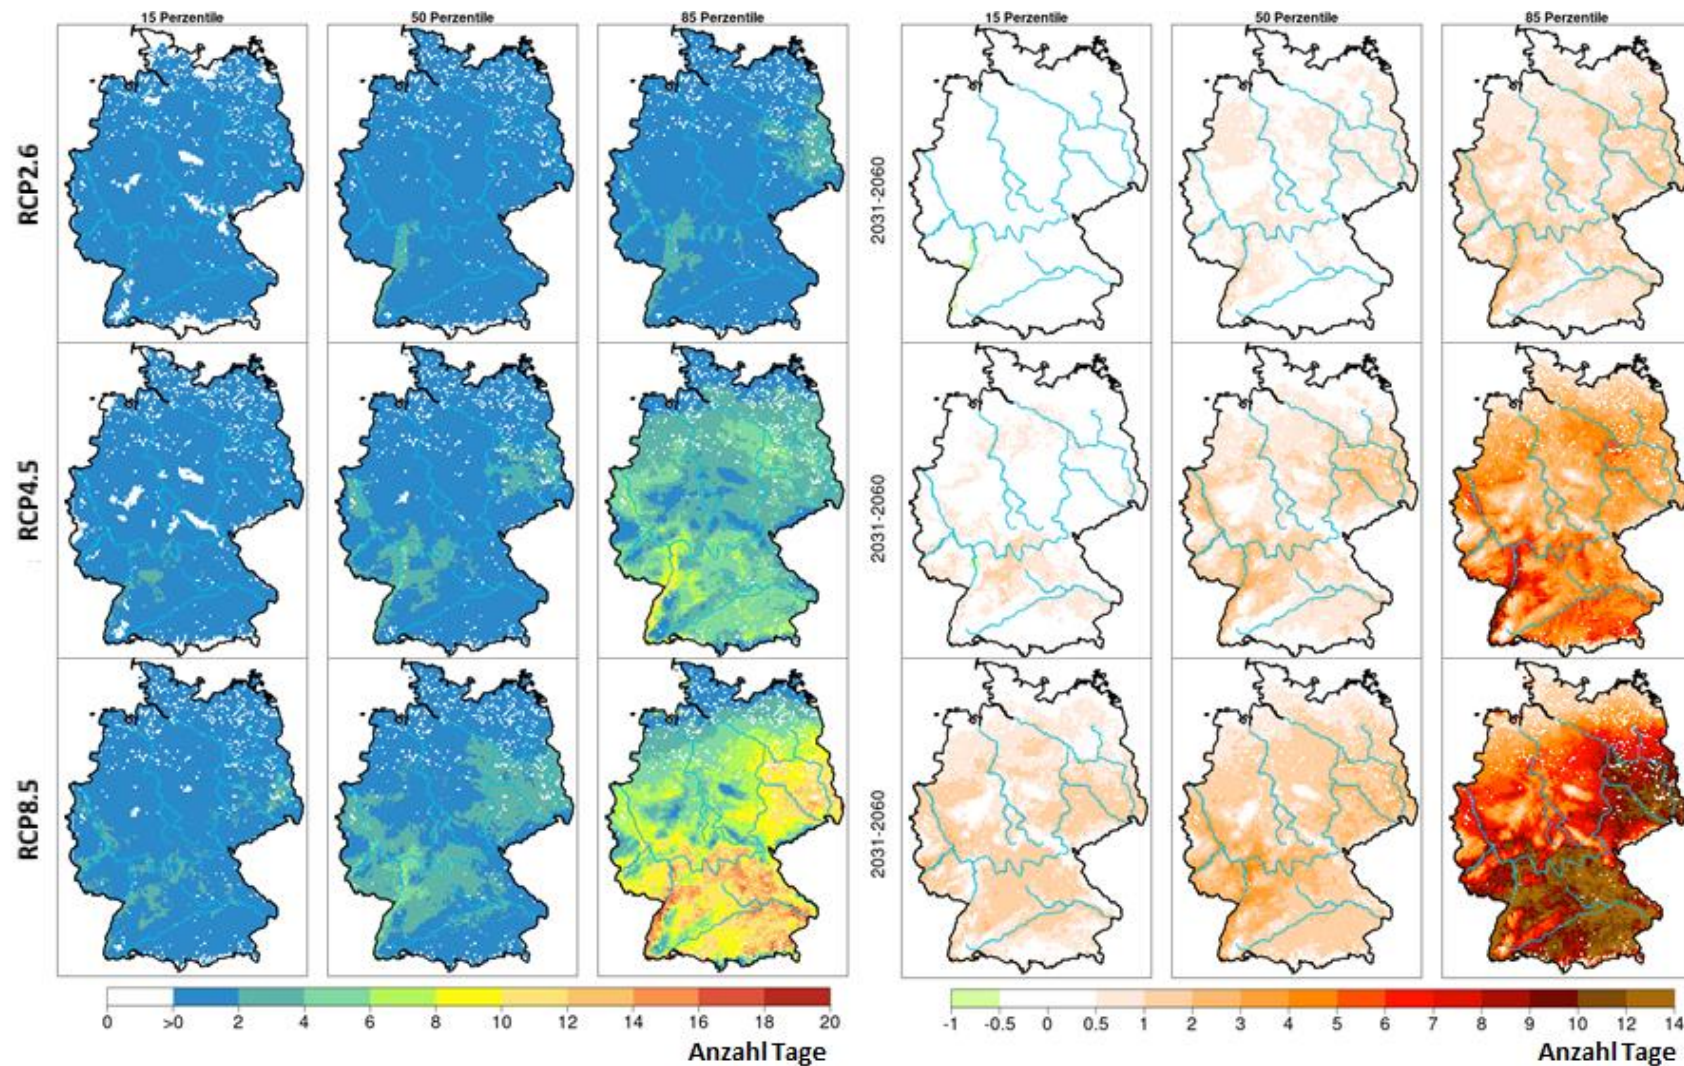 15 Perzentile 50 Perzentile 85 Perzentile 15 Perzentile 50 Perzentile 85 Perzentile
RCP2.6
2031-2060
RCP4.5
2031-2060
RCP8.5
2031-2060
0 >0 2 4 6 8 10 12 14 16 18 20
Anzahl Tage
-1 -0.5 0 0.5 1 2 3 4 5 6 7 8 10 12 14
Anzahl Tage